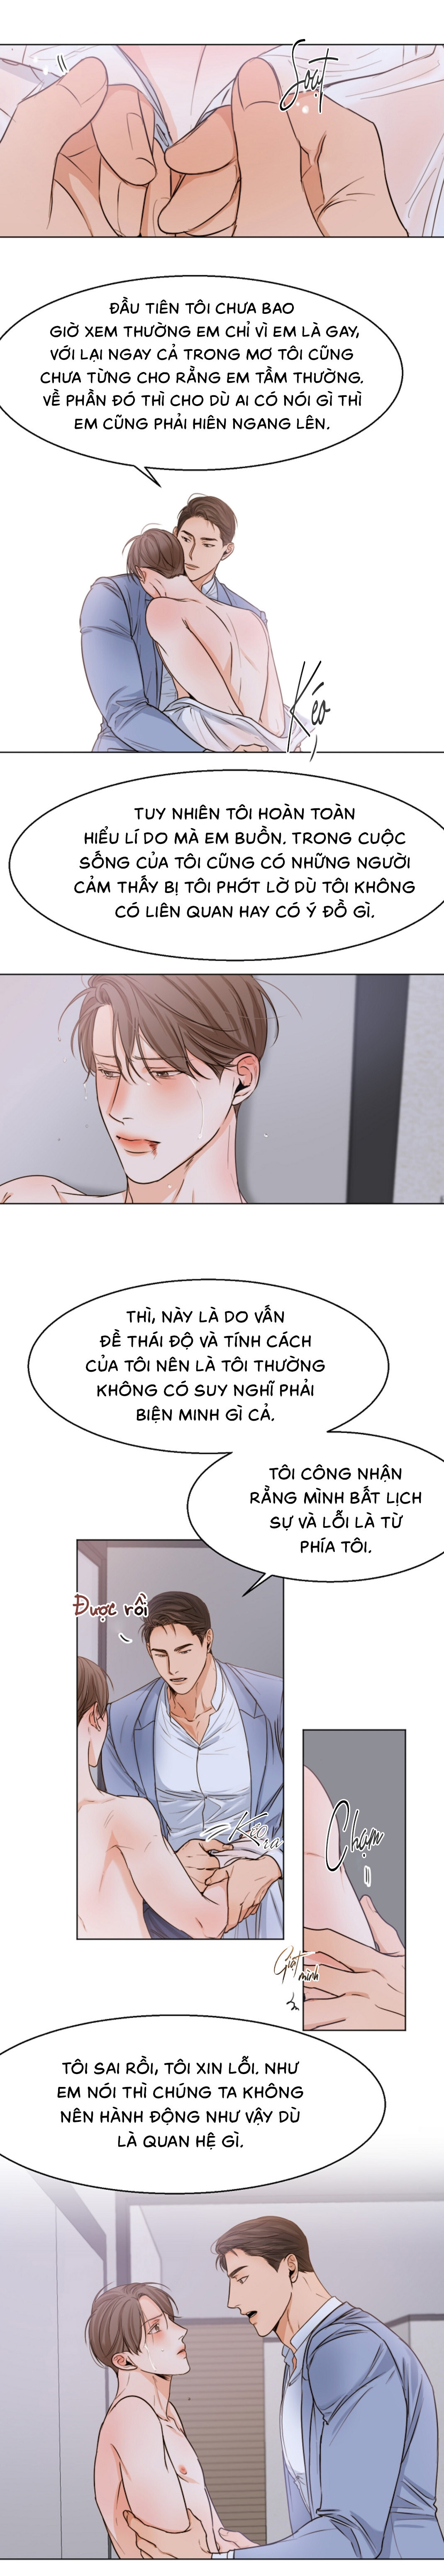 Soạt
ĐẦU TIÊN TÔI CHƯA BAO
GIỜ XEM THƯỜNG EM CHỈ VÌ EM LÀ GAY,
VỚI LẠI NGAY CẢ TRONG MƠ TÔI CŨNG
CHƯA TỪNG CHO RẰNG EM TẦM THƯỜNG.
VỀ PHẦN ĐÓ THÌ CHO DÙ AI CÓ NÓI GÌ THÌ
EM CŨNG PHẢI HIÊN NGANG LÊN.
Kéo
TUY NHIÊN TÔI HOÀN TOÀN
HIỂU LÍ DO MÀ EM BUỒN. TRONG CUỘC
SỐNG CỦA TÔI CŨNG CÓ NHỮNG NGƯỜI
CẢM THẤY BỊ TÔI PHỚT LỜ DÙ TÔI KHÔNG
CÓ LIÊN QUAN HAY CÓ Ý ĐỒ GÌ.
THÌ, NÀY LÀ DO VẤN
ĐỀ THÁI ĐỘ VÀ TÍNH CÁCH
CỦA TÔI NÊN LÀ TÔI THƯỜNG
KHÔNG CÓ SUY NGHĨ PHẢI
BIỆN MINH GÌ CẢ.
TÔI CÔNG NHẬN
RẰNG MÌNH BẤT LỊCH
SỰ VÀ LỖI LÀ TỪ
PHÍA TÔI.
Được rồi
Kéo
ra
Chạm
Giật
mình
TÔI SAI RỒI, TÔI XIN LỖI. NHƯ
EM NÓI THÌ CHÚNG TA KHÔNG
NÊN HÀNH ĐỘNG NHƯ VẬY DÙ
LÀ QUAN HỆ GÌ.